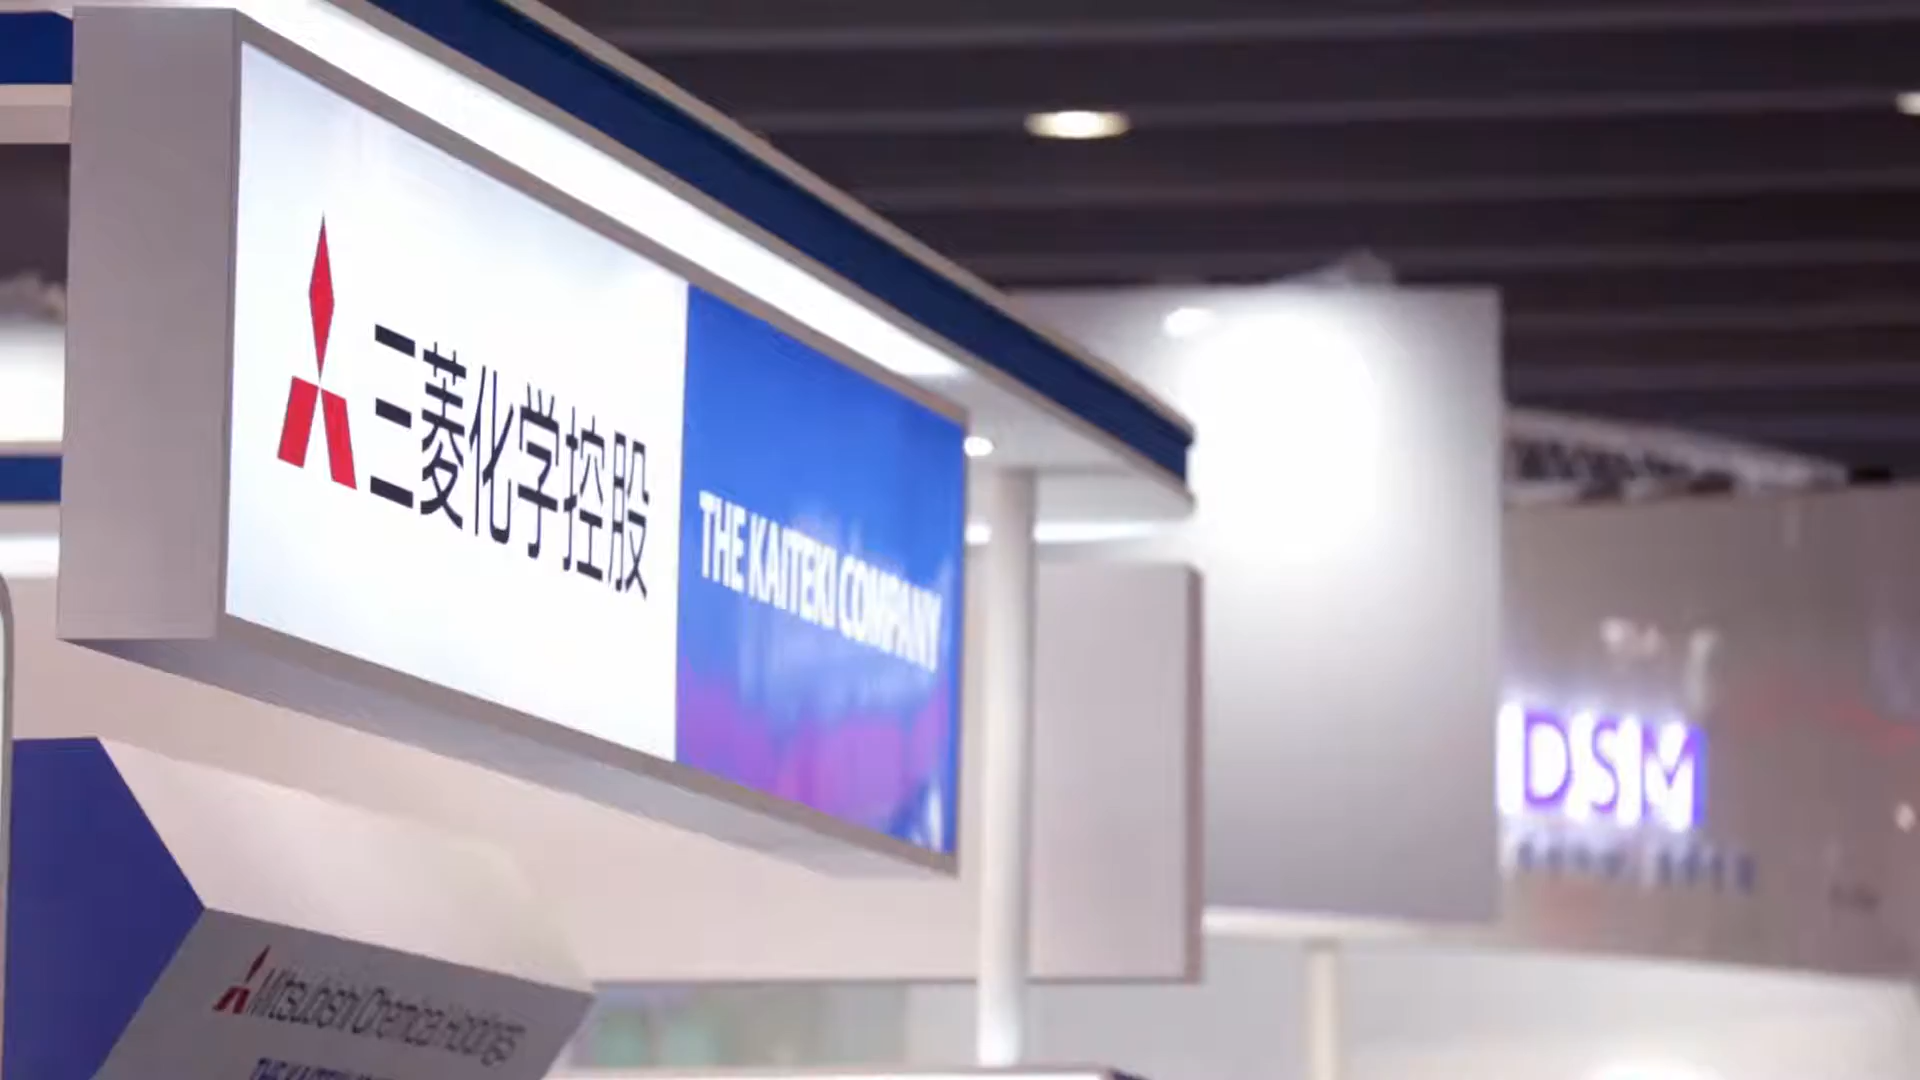 三菱化学控股
THE KAITEKI COMPANY
DSM
Mitsubishi Chemical Holdings